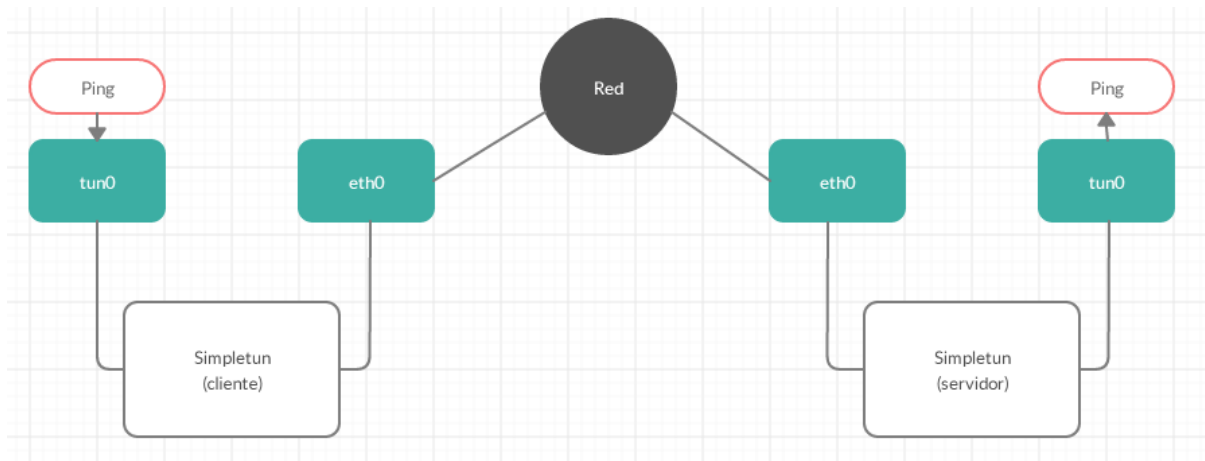 Red
Ping
Ping
tun0
eth0
eth0
tun0
Simpletun
(cliente)
Simpletun
(servidor)